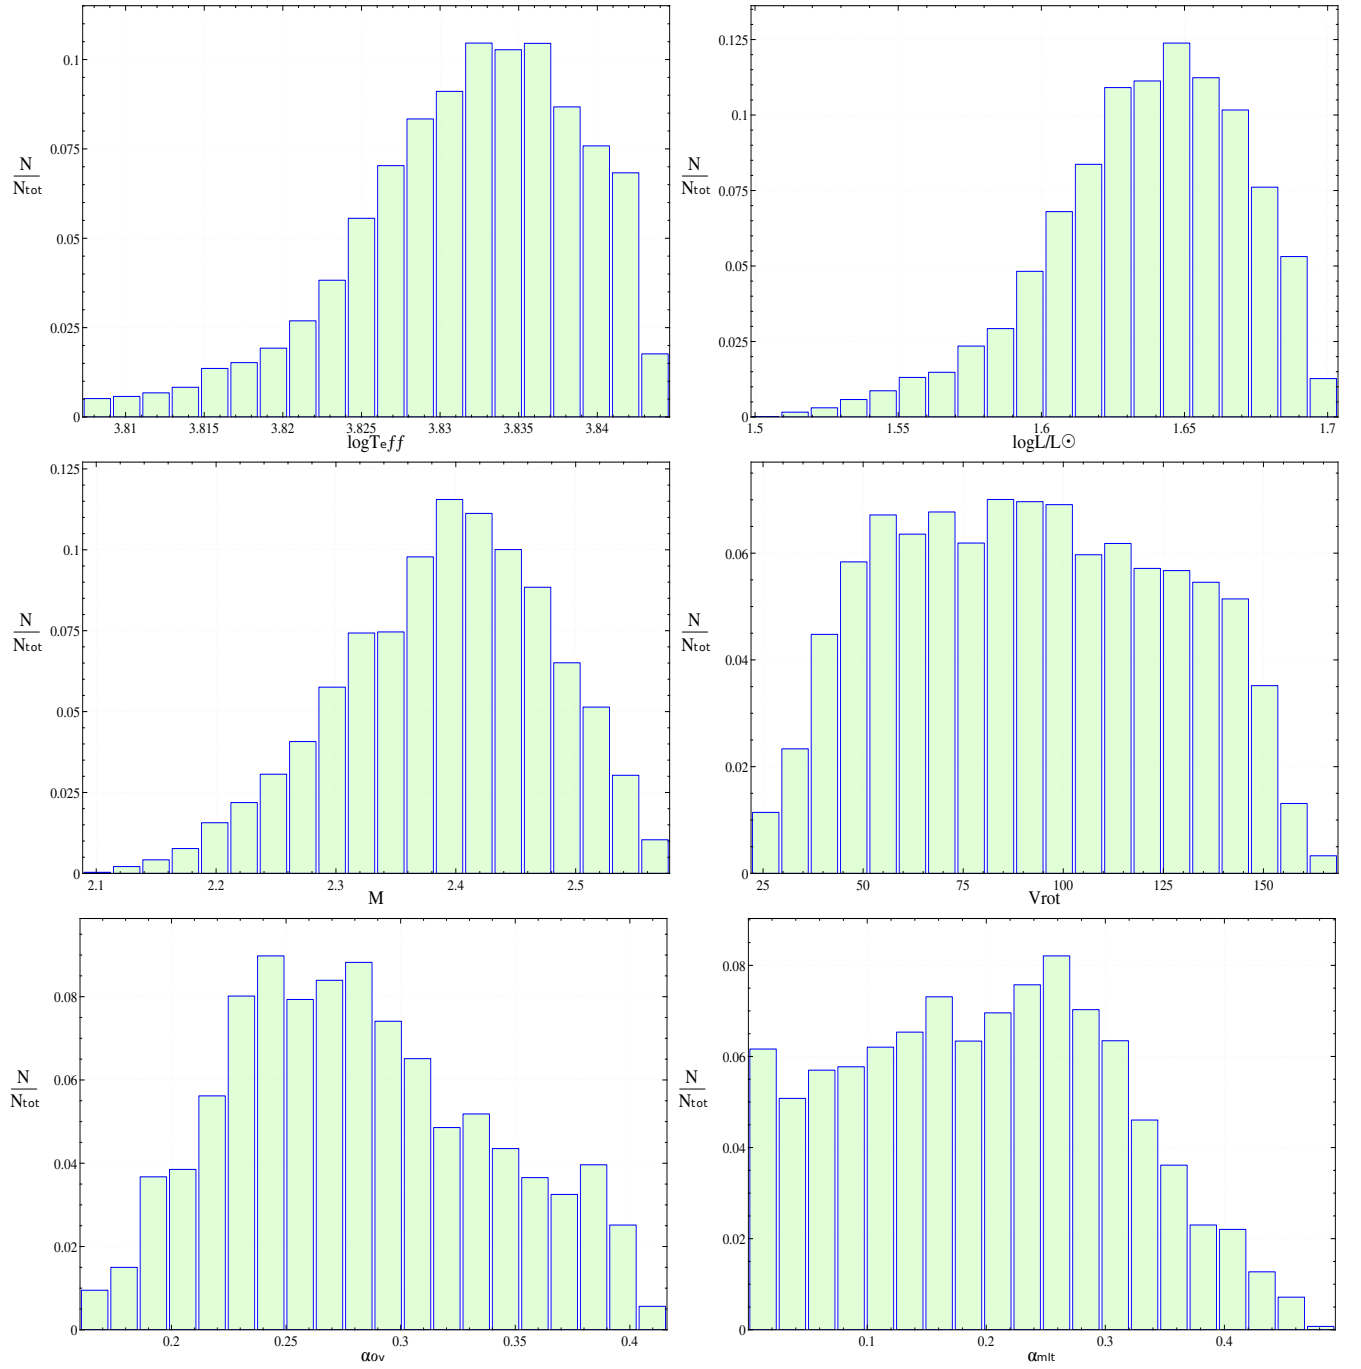 0.1
0.075
0.05
0.025
0
N
Ntot
3.81 3.815 3.82 3.825 3.83 3.835 3.84
logTeff
0.125
0.1
0.075
0.05
0.025
0
N
Ntot
1.5 1.55 1.6 1.65 1.7
logL/L☉
0.125
0.1
0.075
0.05
0.025
0
N
Ntot
2.1 2.2 2.3 2.4 2.5
M
0.06
0.04
0.02
0
N
Ntot
25 50 75 100 125 150
Vrot
0.08
0.06
0.04
0.02
0
N
Ntot
0.2 0.25 0.3 0.35 0.4
αov
0.08
0.06
0.04
0.02
0
N
Ntot
0.1 0.2 0.3 0.4
αmlt